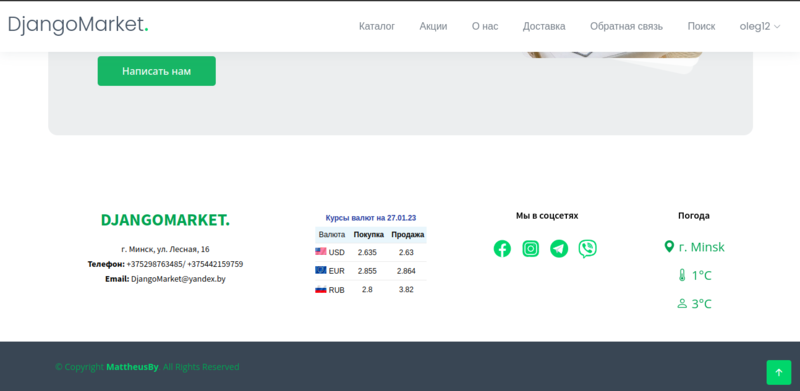 DjangoMarket.
Каталог Акции О нас Доставка Обратная связь Поиск oleg12
Написать нам
DJANGOMARKET.
г. Минск, ул. Лесная, 16
Телефон: +375298763485/ +375442159759
Email: DjangoMarket@yandex.by
Курсы валют на 27.01.23
Валюта Покупка Продажа
USD 2.635 2.63
EUR 2.855 2.864
RUB 2.8 3.82
Мы в соцсетях
Погода
г. Minsk
1°C
3°C
© Copyright MattheusBy. All Rights Reserved